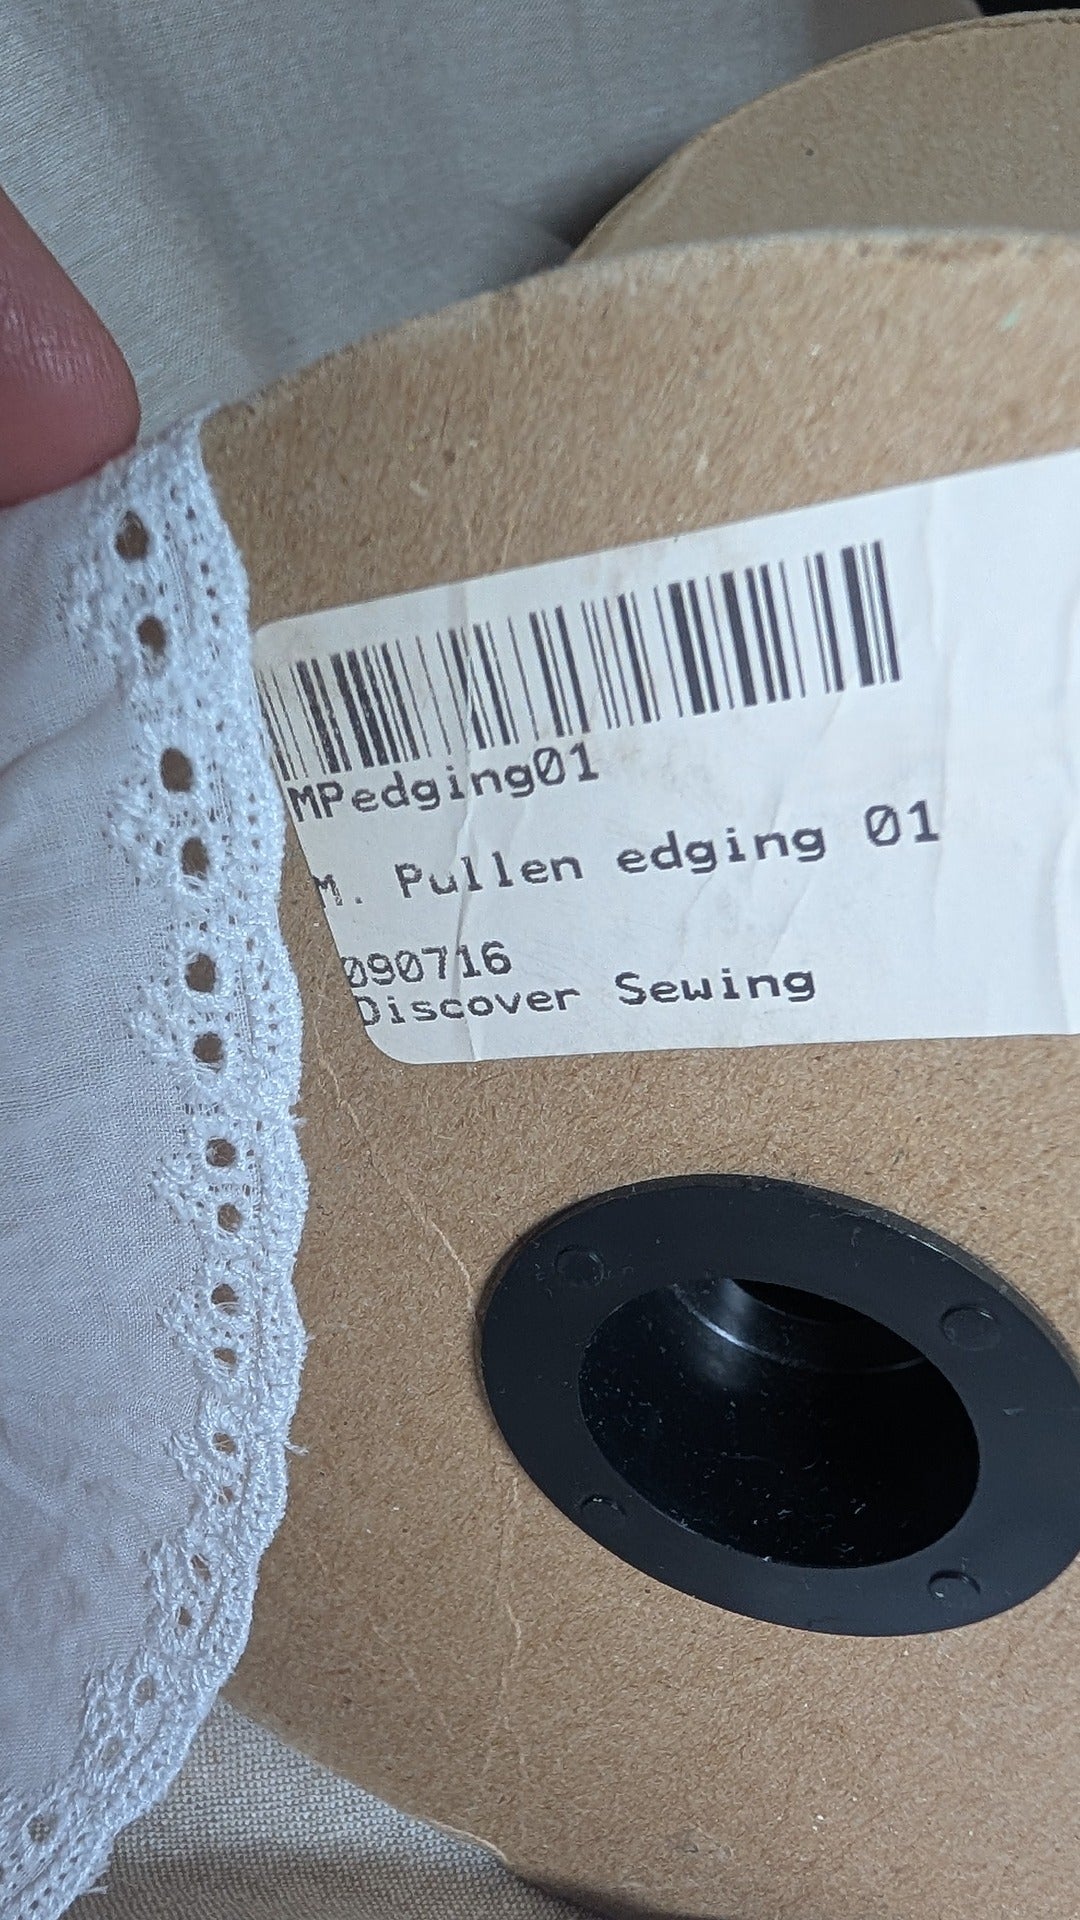 MPedging01
M. Pullen edging 01
090716
Discover Sewing